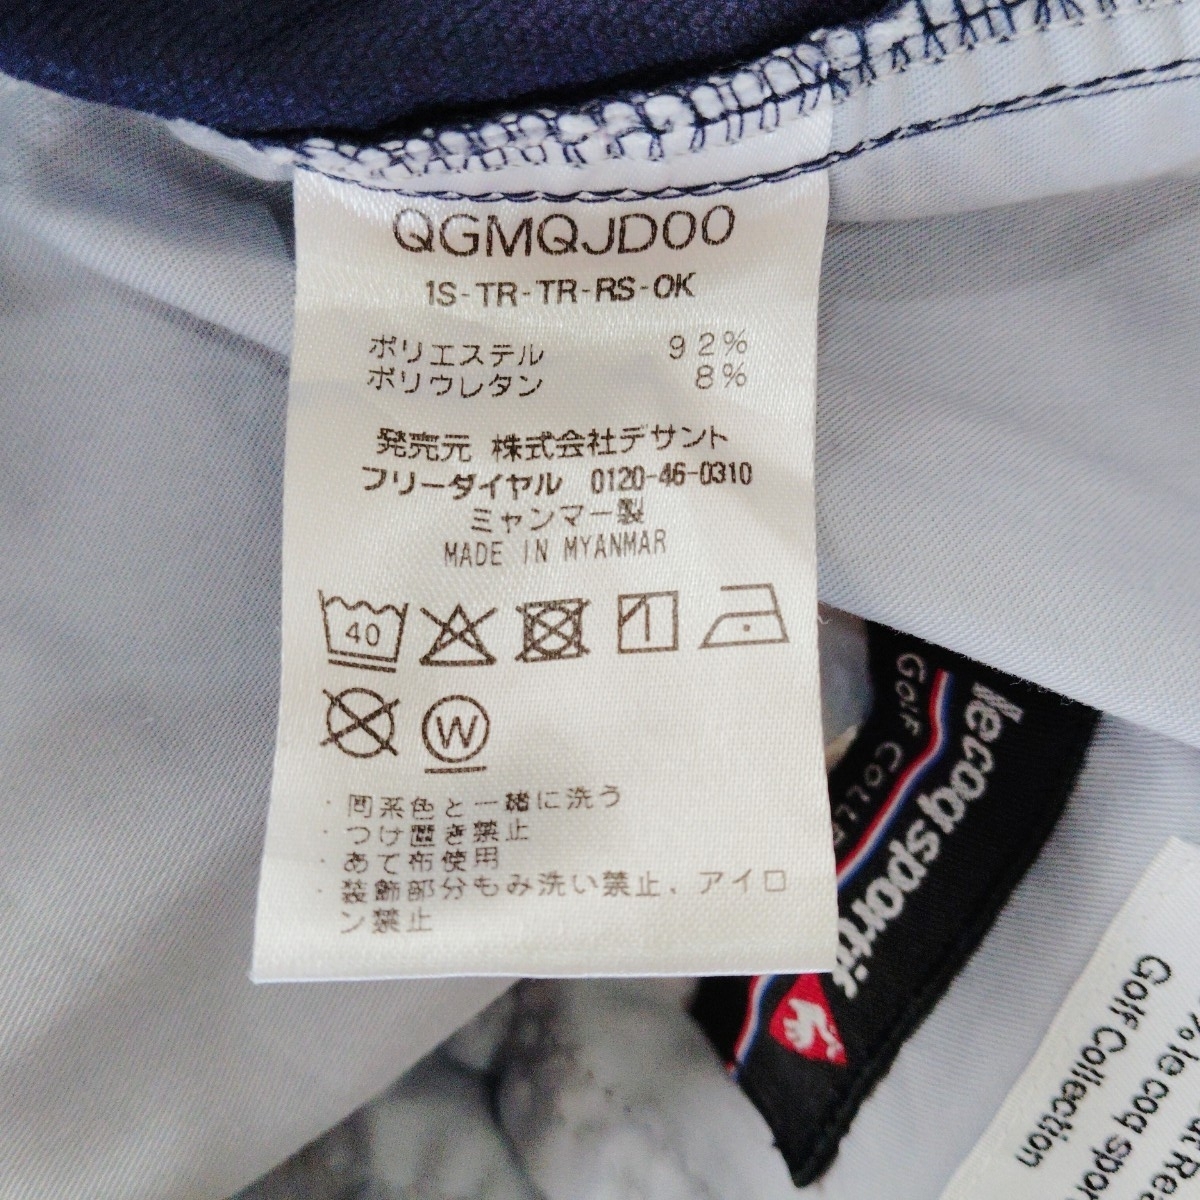 QGMQJD00
1S-TR-TR-RS-OK
ポリエステル 92%
ポリウレタン 8%
発売元 株式会社デサント
フリーダイヤル 0120-46-0310
ミャンマー製
MADE IN MYANMAR
40
W
・同系色と一緒に洗う
・つけ置き禁止
・あて布使用
・装飾部分もみ洗い禁止、アイロ
ン禁止
le coq sportif
GOLF COLLE
% le coq spor
Golf Collection